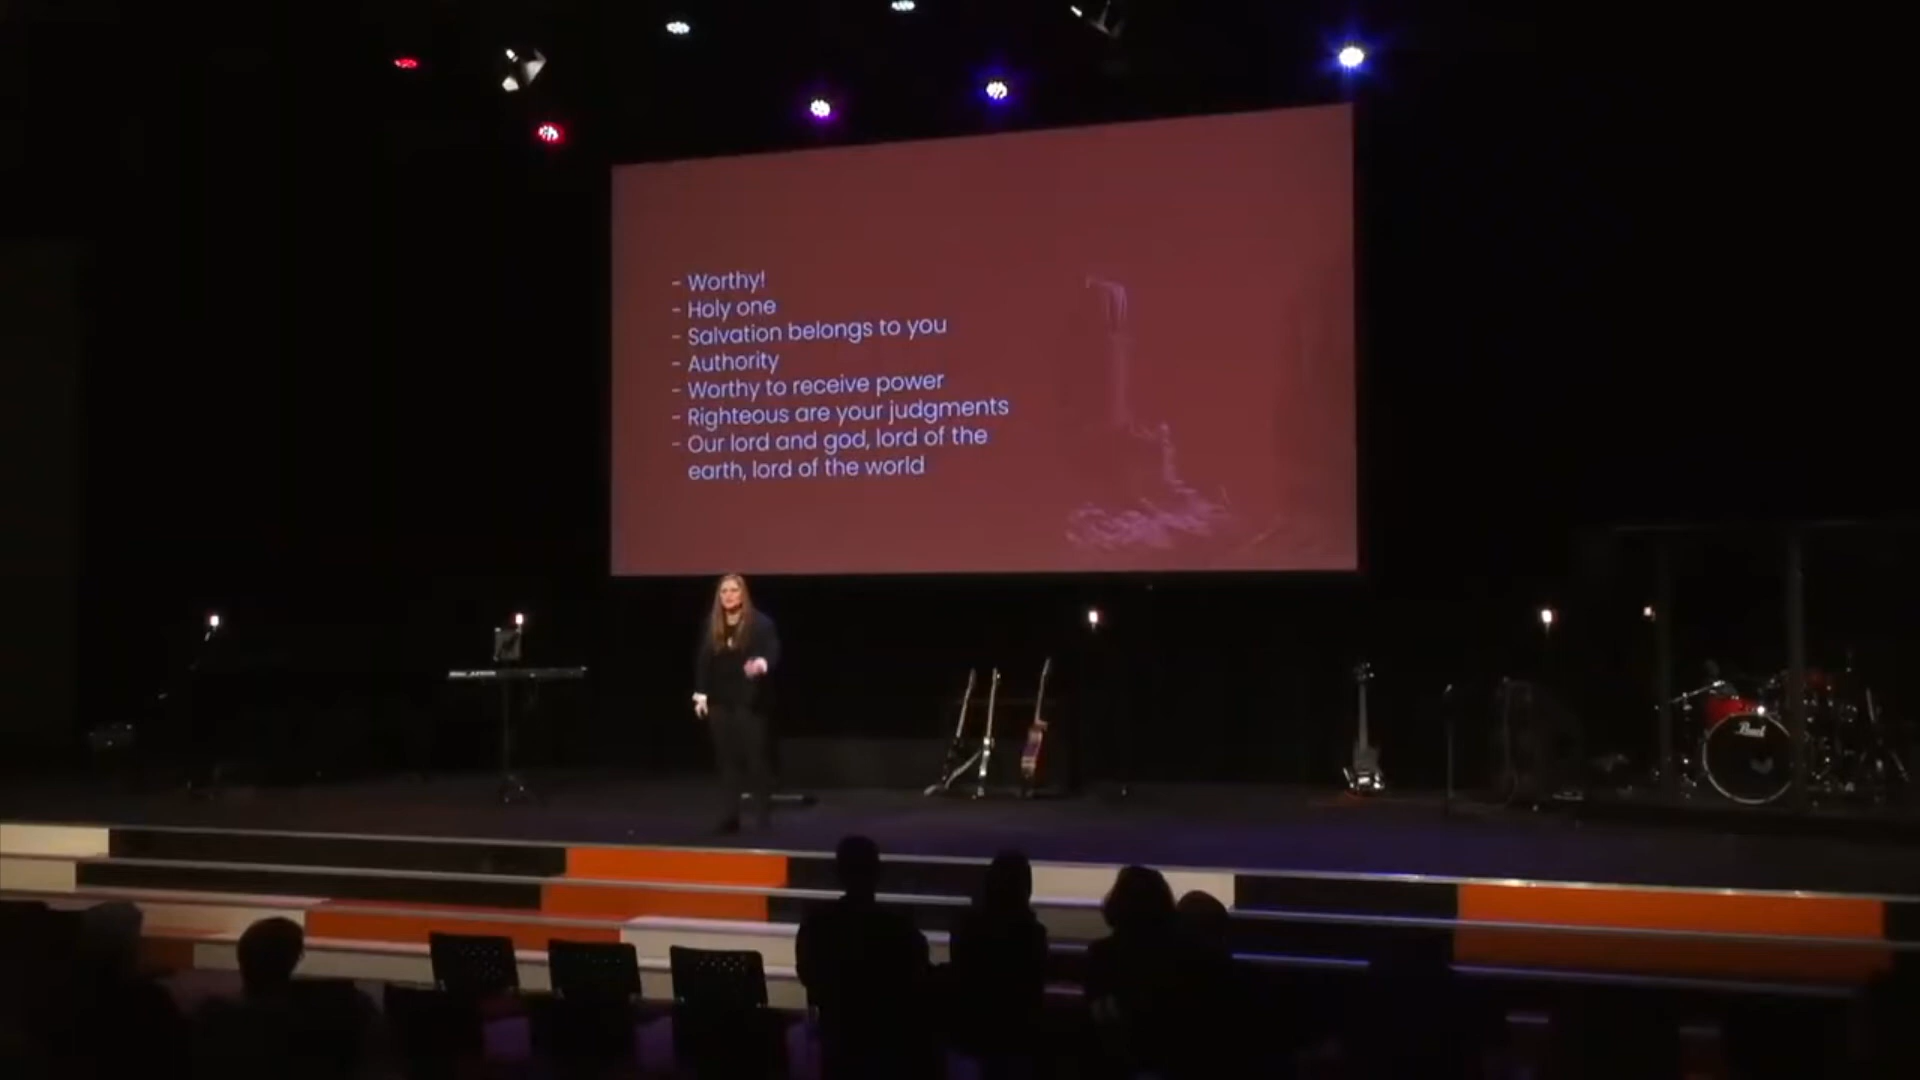 - Worthy!
- Holy one
- Salvation belongs to you
- Authority
- Worthy to receive power
- Righteous are your judgments
- Our lord and god, lord of the
earth, lord of the world
Pearl